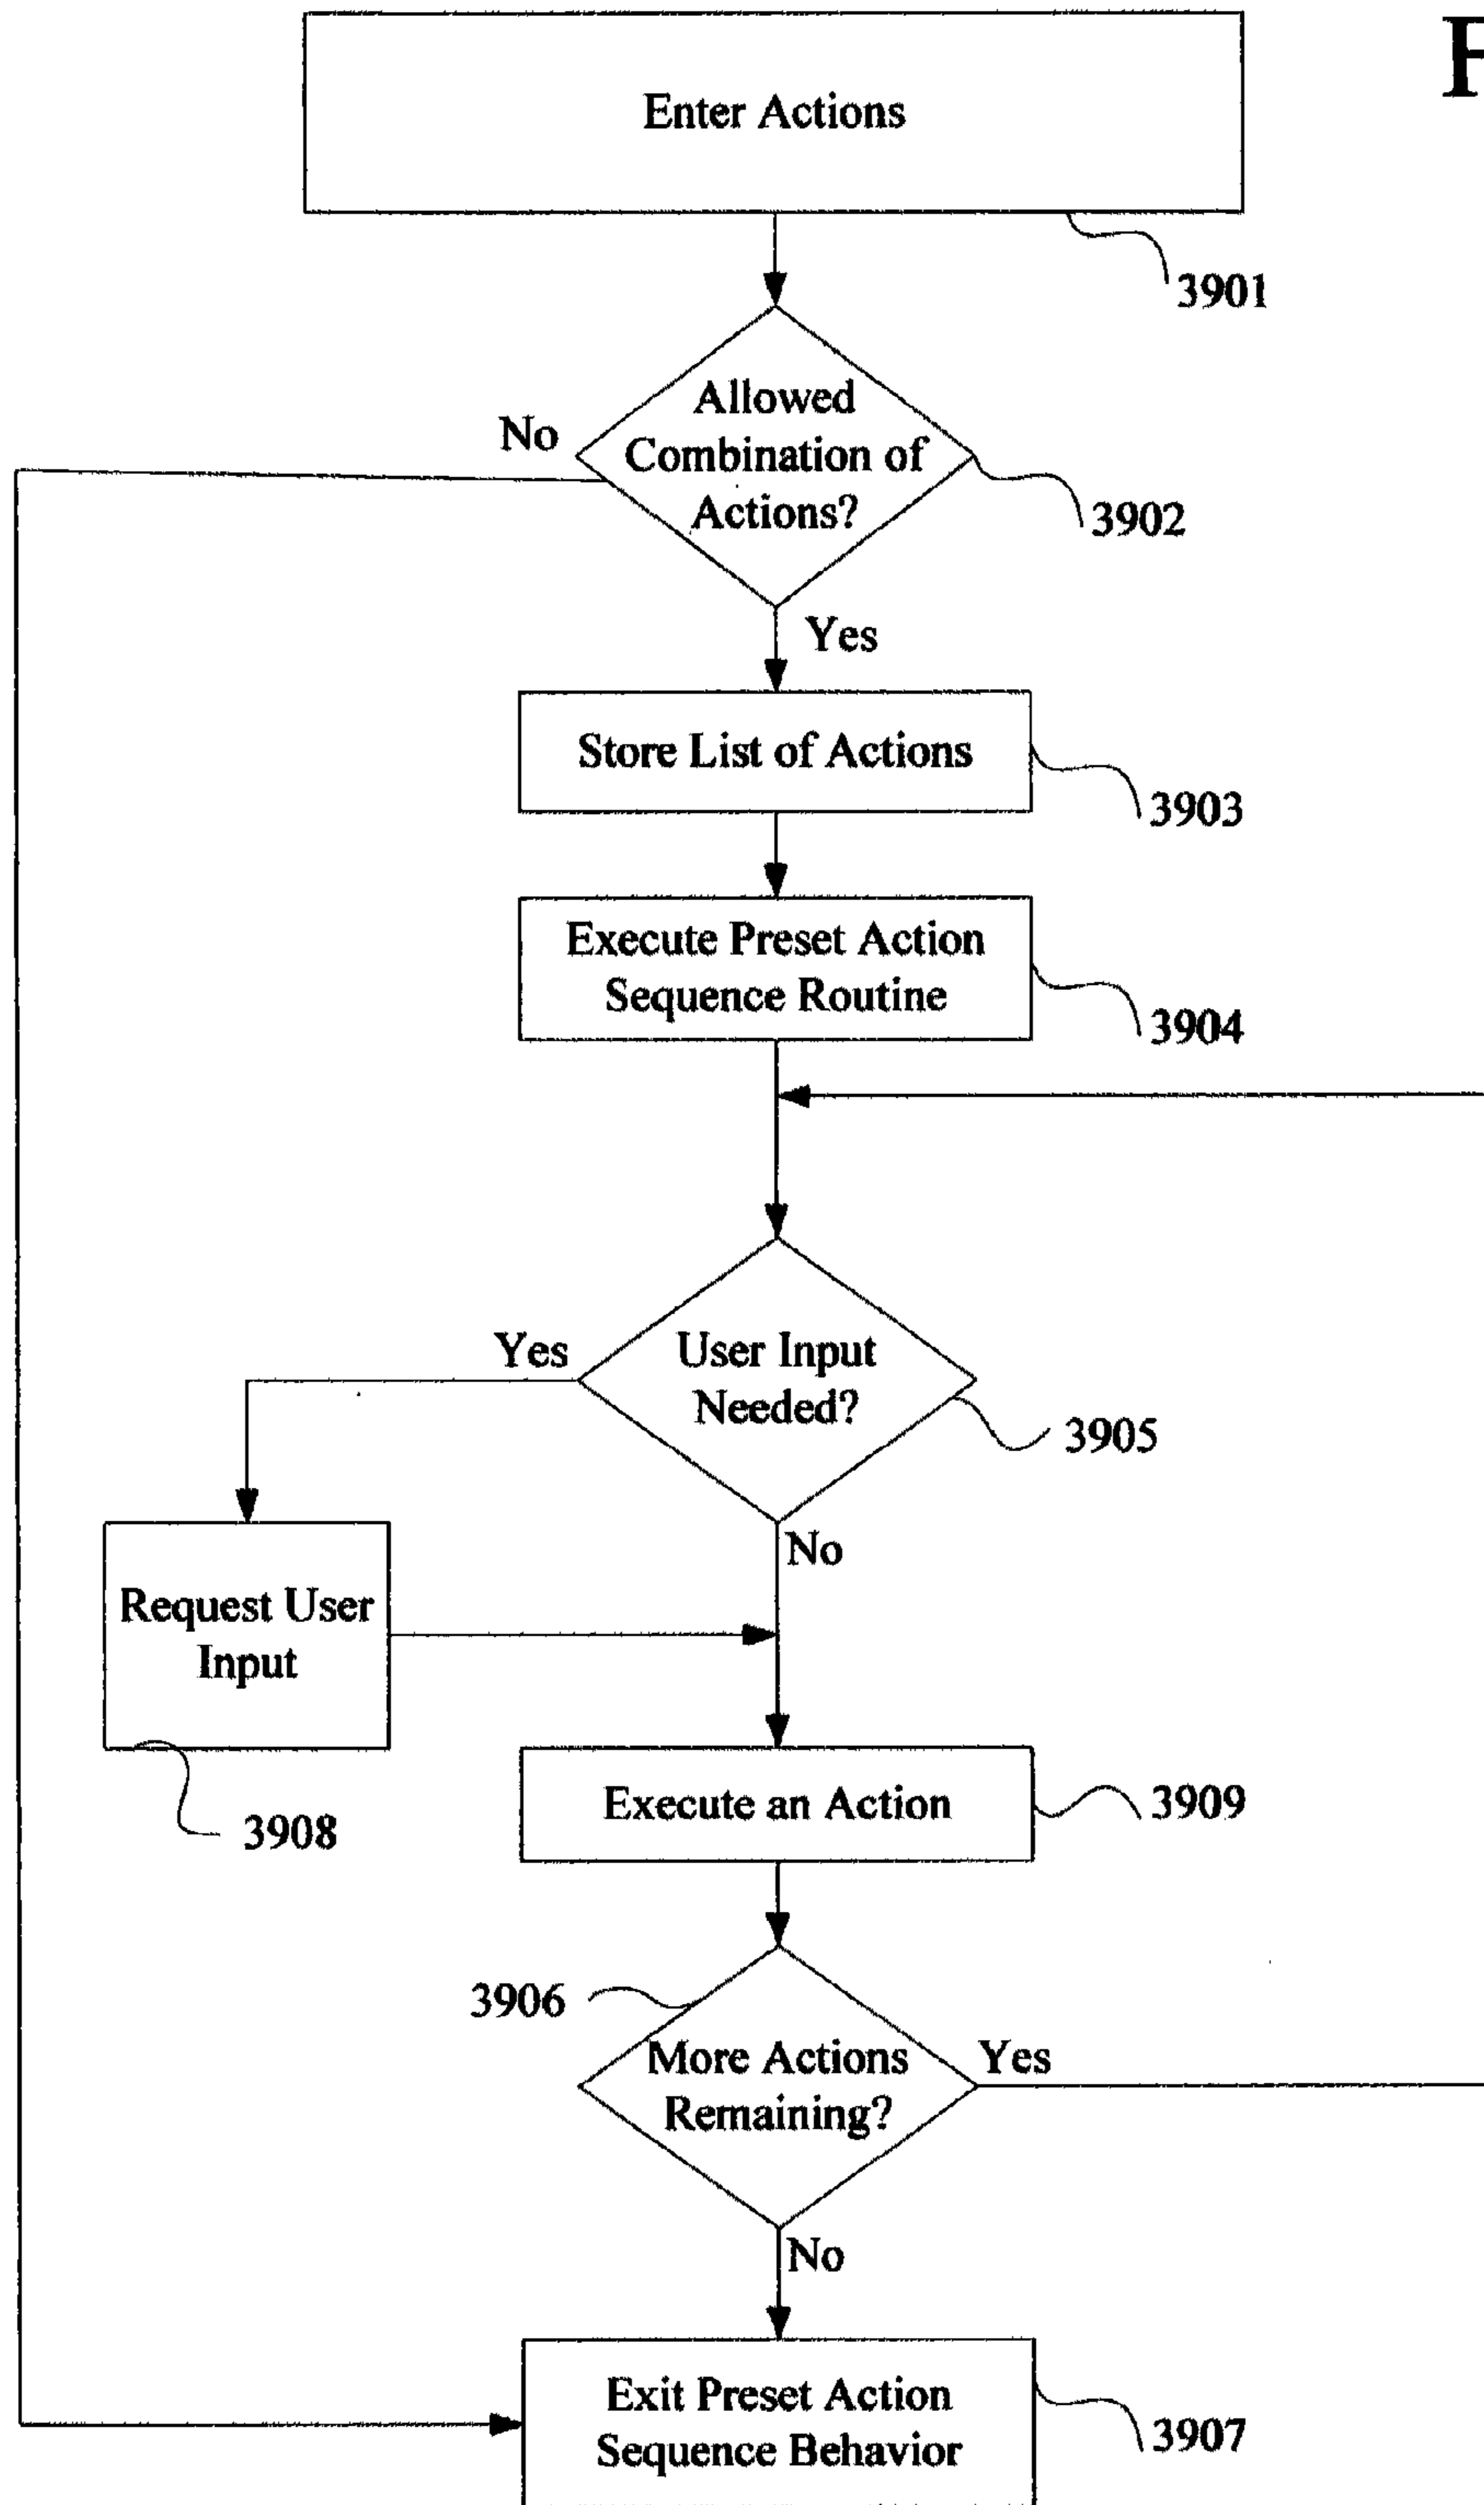 F
Enter Actions
3901
Allowed
Combination of
Actions?
No
3902
Yes
Store List of Actions
3903
Execute Preset Action
Sequence Routine
3904
Yes
User Input
Needed?
3905
No
Request User
Input
3908
Execute an Action
3909
3906
More Actions
Remaining?
Yes
No
Exit Preset Action
Sequence Behavior
3907